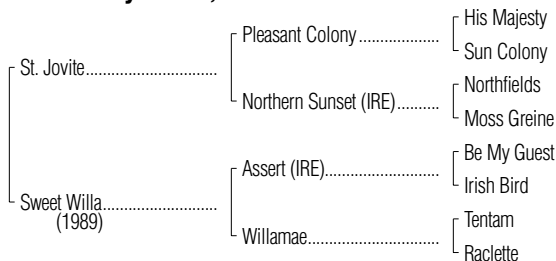 His Majesty
Pleasant Colony
Sun Colony
St. Jovite
Northfields
Northern Sunset (IRE)
Moss Greine
Be My Guest
Assert (IRE)
Irish Bird
Sweet Willa
(1989)
Tentam
Willamae
Raclette